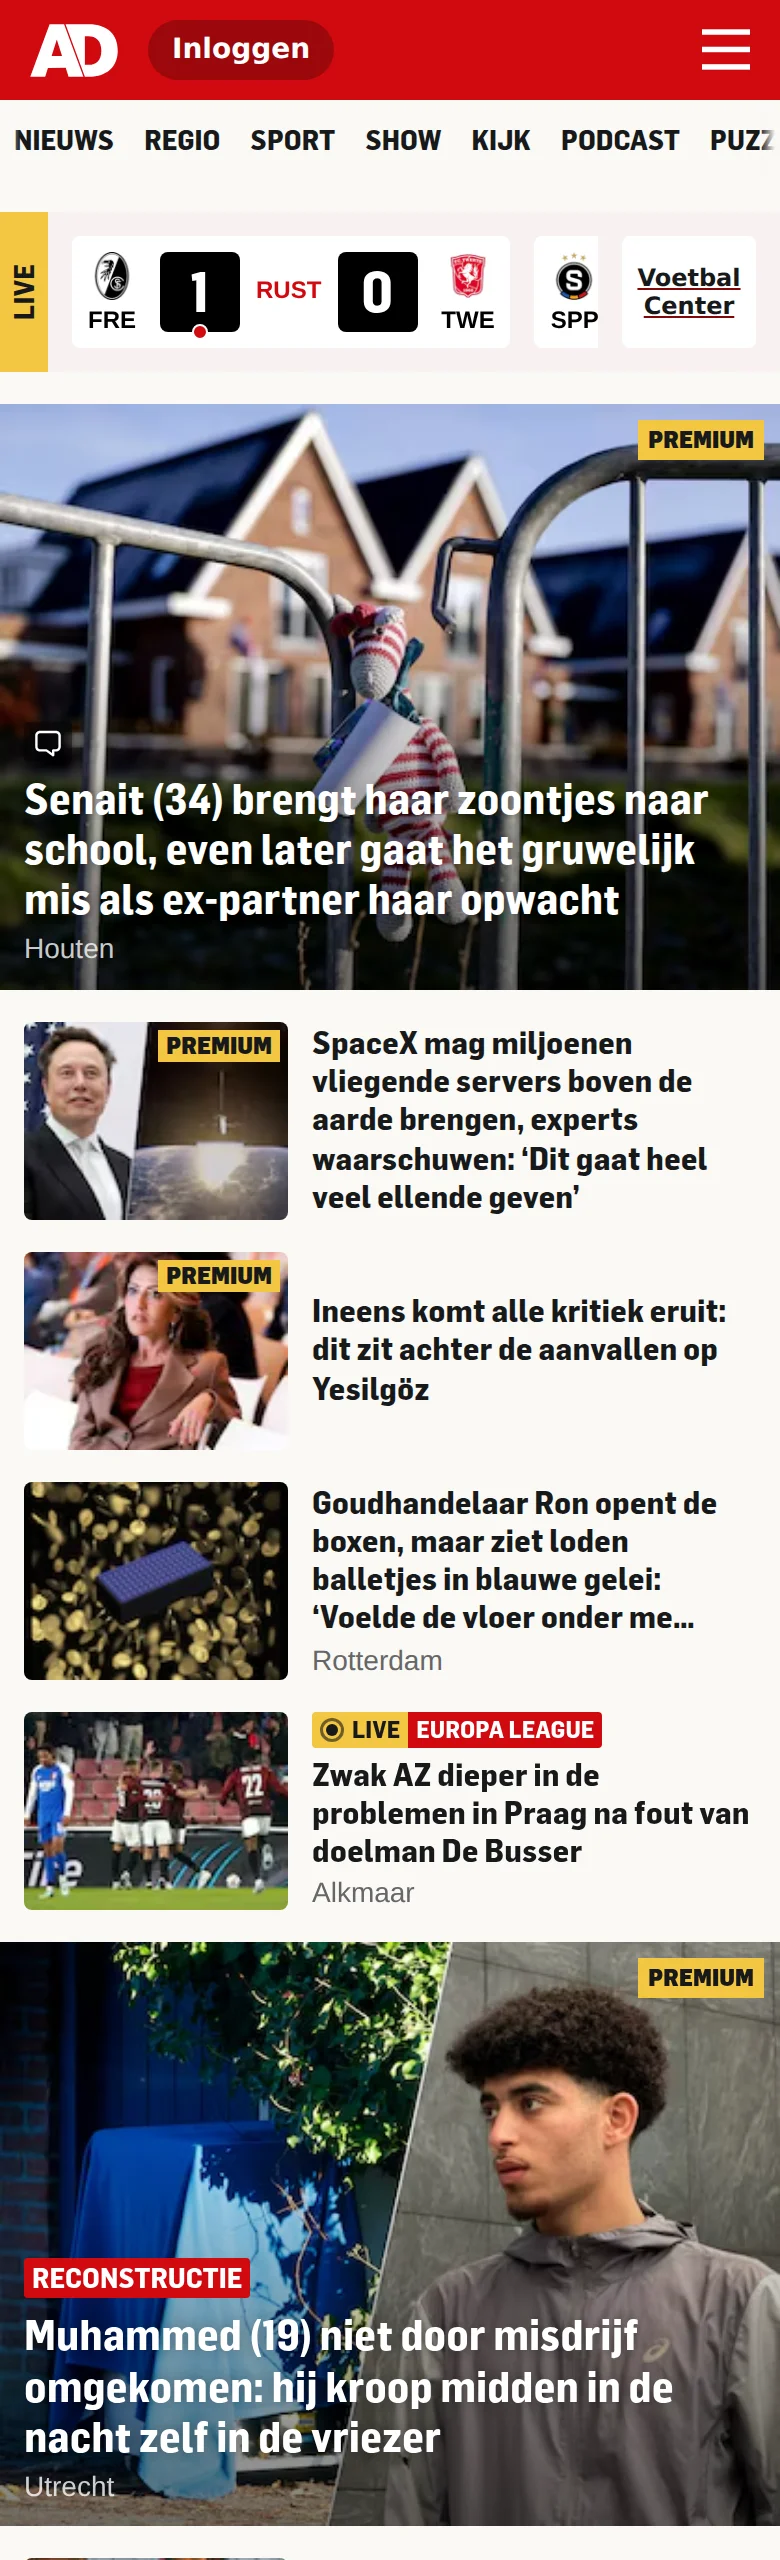 AD Inloggen
NIEUWS REGIO SPORT SHOW KIJK PODCAST PUZZ
LIVE
1 RUST 0
FRE TWE
S
SPP
Voetbal
Center
PREMIUM
Senait (34) brengt haar zoontjes naar
school, even later gaat het gruwelijk
mis als ex-partner haar opwacht
Houten
PREMIUM
SpaceX mag miljoenen
vliegende servers boven de
aarde brengen, experts
waarschuwen: ‘Dit gaat heel
veel ellende geven’
PREMIUM
Ineens komt alle kritiek eruit:
dit zit achter de aanvallen op
Yesilgöz
Goudhandelaar Ron opent de
boxen, maar ziet loden
balletjes in blauwe gelei:
‘Voelde de vloer onder me...
Rotterdam
22
LIVE EUROPA LEAGUE
Zwak AZ dieper in de
problemen in Praag na fout van
doelman De Busser
Alkmaar
PREMIUM
RECONSTRUCTIE
Muhammed (19) niet door misdrijf
omgekomen: hij kroop midden in de
nacht zelf in de vriezer
Utrecht